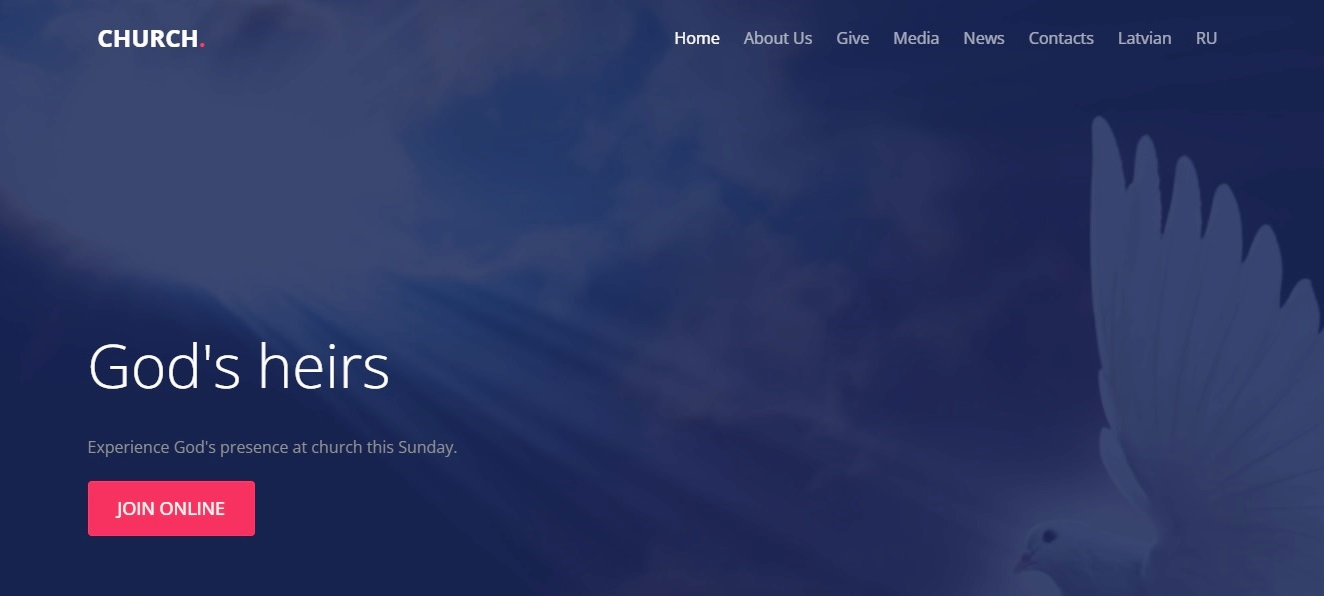 CHURCH.
Home About Us Give Media News Contacts Latvian RU
God's heirs
Experience God's presence at church this Sunday.
JOIN ONLINE